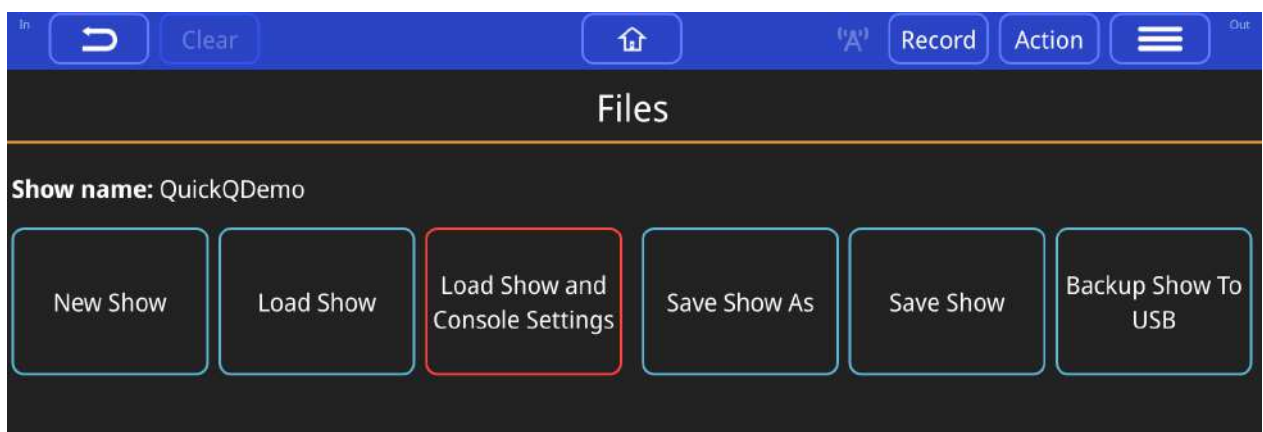 In
Clear
(('A'))
Record
Action
Out
Files
Show name: QuickQDemo
New Show
Load Show
Load Show and
Console Settings
Save Show As
Save Show
Backup Show To
USB